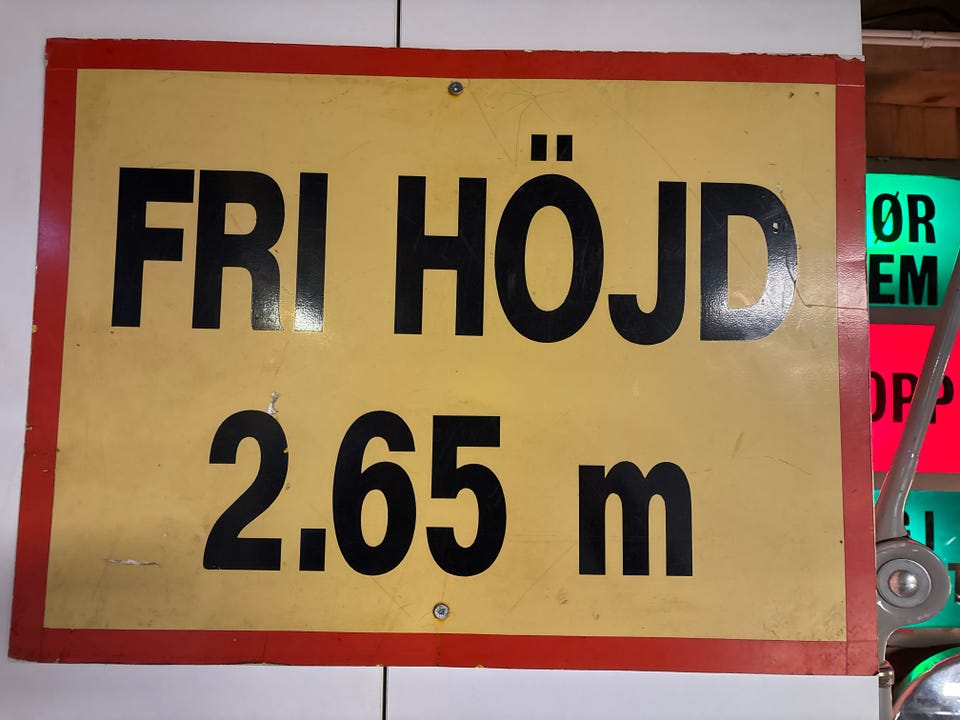 FRI HÖJD
2.65 m
ØR
EM
OPP